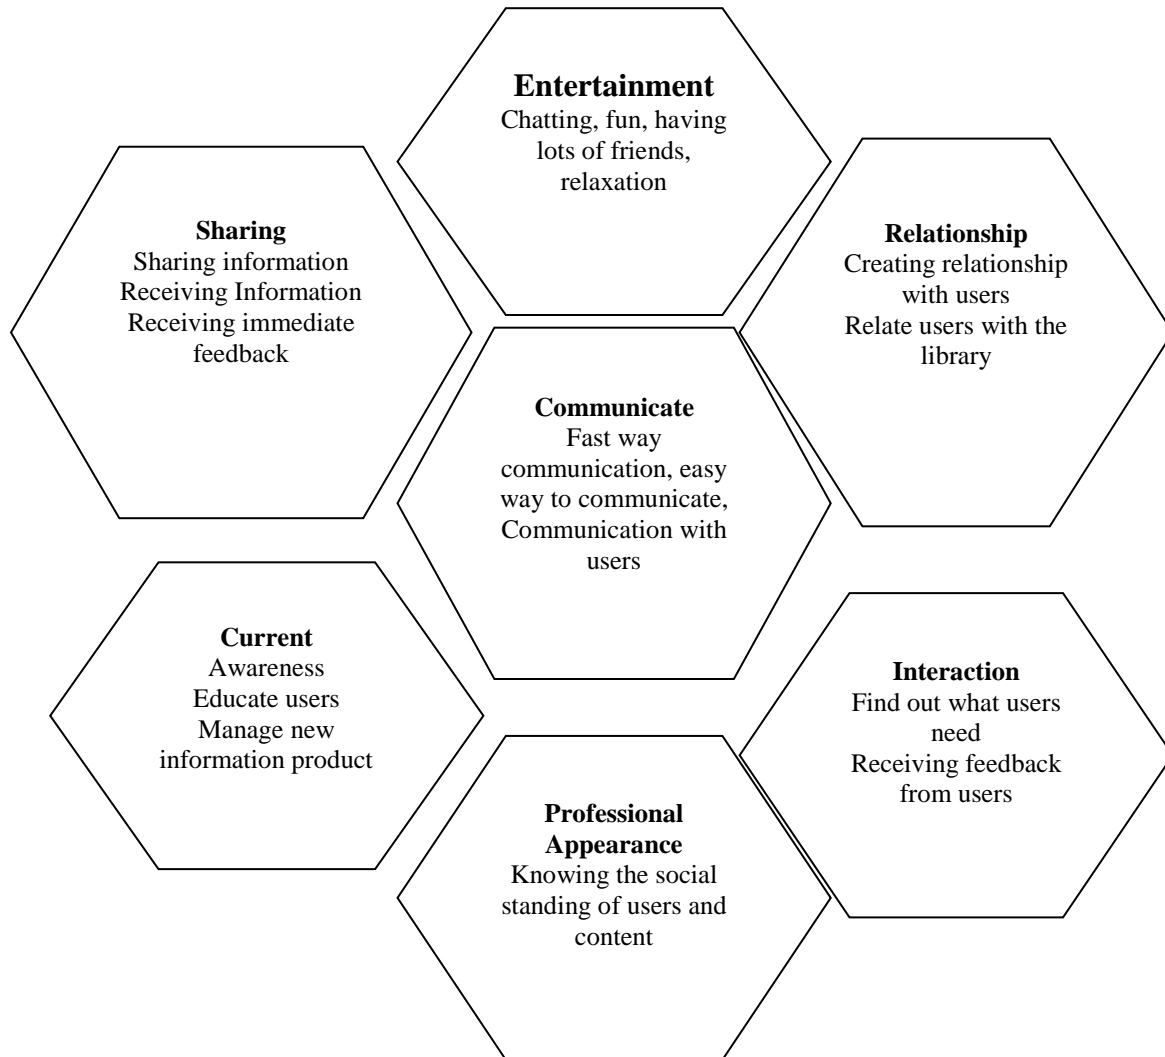 Entertainment
Chatting, fun, having
lots of friends,
relaxation
Sharing
Sharing information
Receiving Information
Receiving immediate
feedback
Relationship
Creating relationship
with users
Relate users with the
library
Communicate
Fast way
communication, easy
way to communicate,
Communication with
users
Current
Awareness
Educate users
Manage new
information product
Interaction
Find out what users
need
Receiving feedback
from users
Professional
Appearance
Knowing the social
standing of users and
content